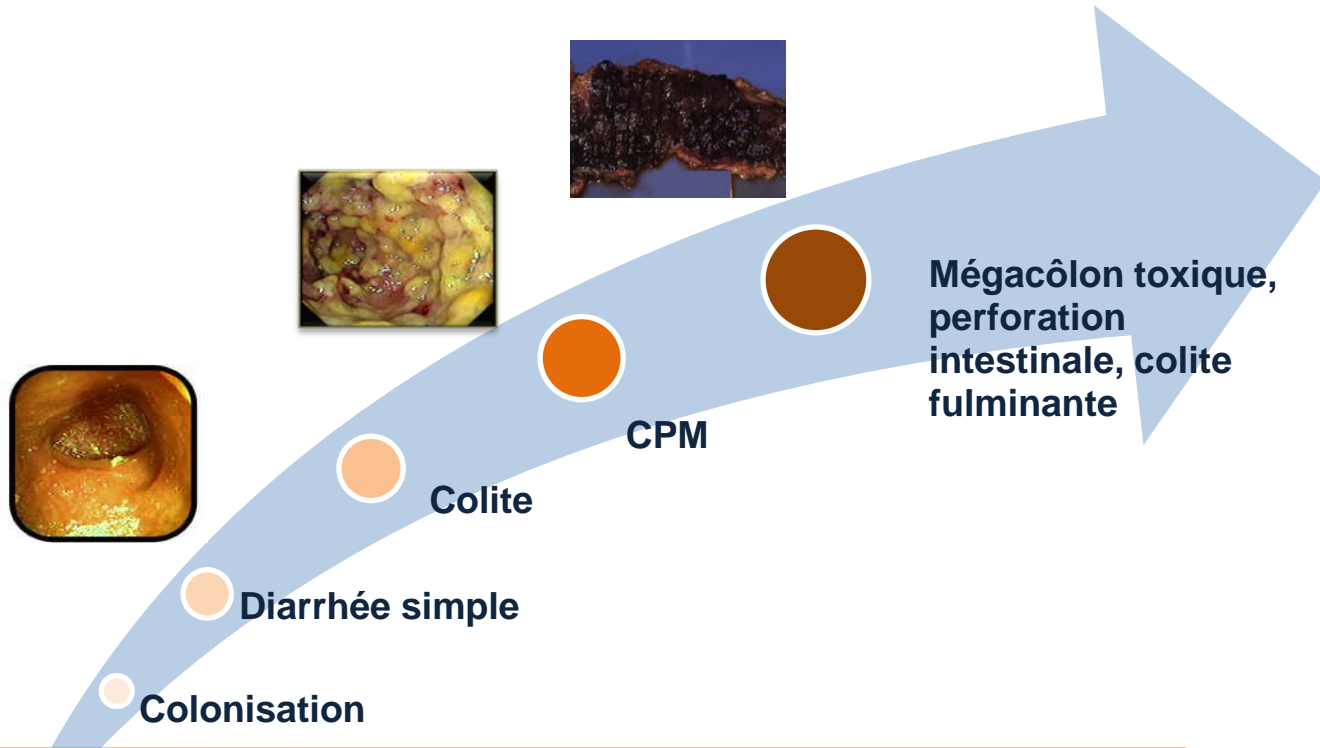 Mégacôlon toxique,
perforation
intestinale, colite
fulminante
CPM
Colite
Diarrhée simple
Colonisation